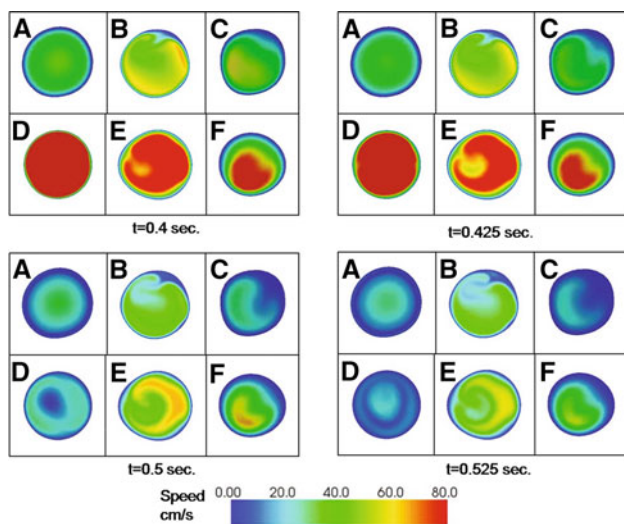 A B C A B C
D E F D E F
t=0.4 sec. t=0.425 sec.
A B C A B C
D E F D E F
t=0.5 sec. t=0.525 sec.
Speed 0.00 20.0 40.0 60.0 80.0
cm/s